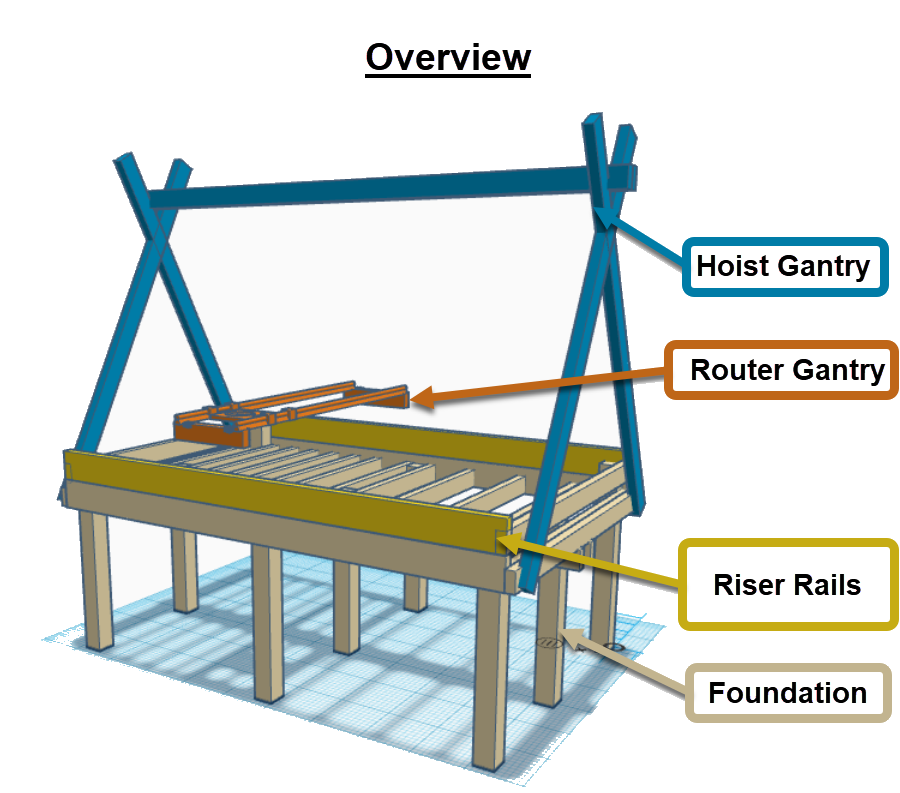 Overview
Hoist Gantry
Router Gantry
Riser Rails
Foundation